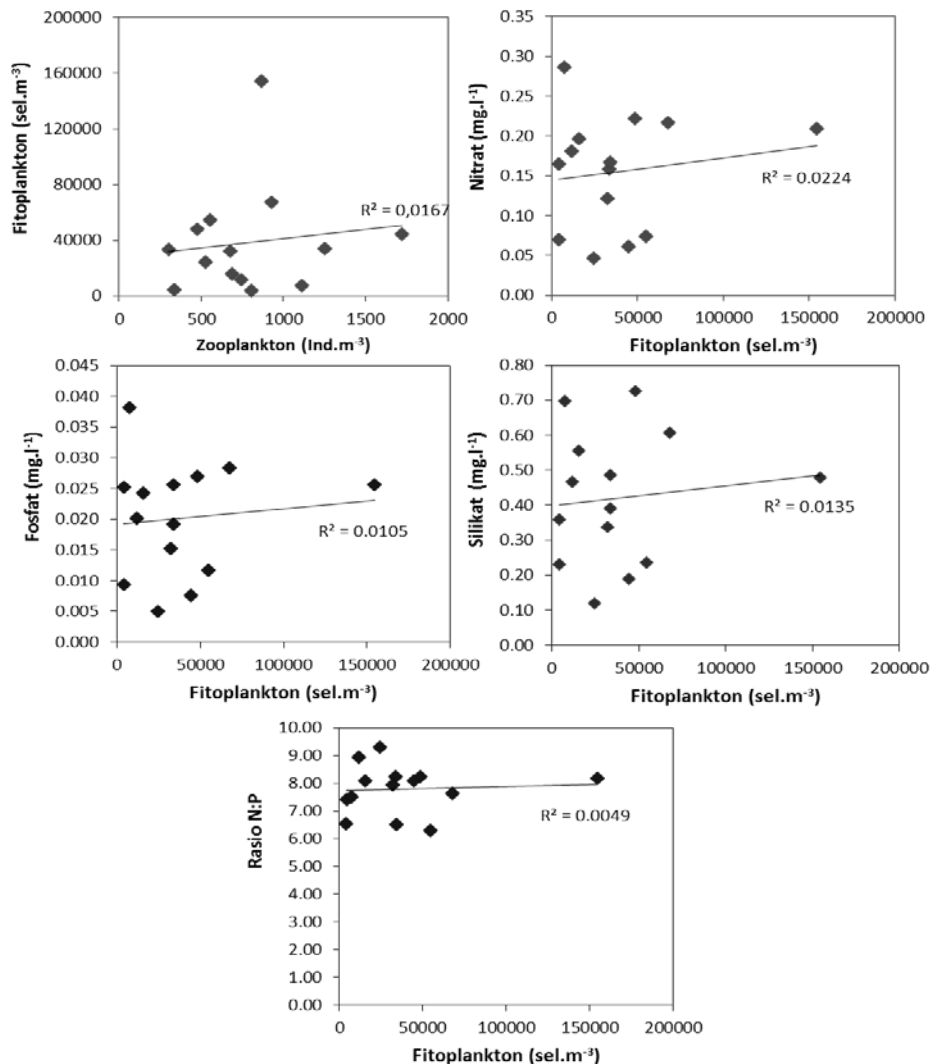 200000
160000
120000
80000
40000
0
Fitoplankton (sel.m⁻³)
R² = 0,0167
0 500 1000 1500 2000
Zooplankton (Ind.m⁻³)
0.35
0.30
0.25
0.20
0.15
0.10
0.05
0.00
Nitrat (mg.l⁻¹)
R² = 0.0224
0 50000 100000 150000 200000
Fitoplankton (sel.m⁻³)
0.045
0.040
0.035
0.030
0.025
0.020
0.015
0.010
0.005
0.000
Fosfat (mg.l⁻¹)
R² = 0.0105
0 50000 100000 150000 200000
Fitoplankton (sel.m⁻³)
0.80
0.70
0.60
0.50
0.40
0.30
0.20
0.10
0.00
Silikat (mg.l⁻¹)
R² = 0.0135
0 50000 100000 150000 200000
Fitoplankton (sel.m⁻³)
10.00
9.00
8.00
7.00
6.00
5.00
4.00
3.00
2.00
1.00
0.00
Rasio N:P
R² = 0.0049
0 50000 100000 150000 200000
Fitoplankton (sel.m⁻³)